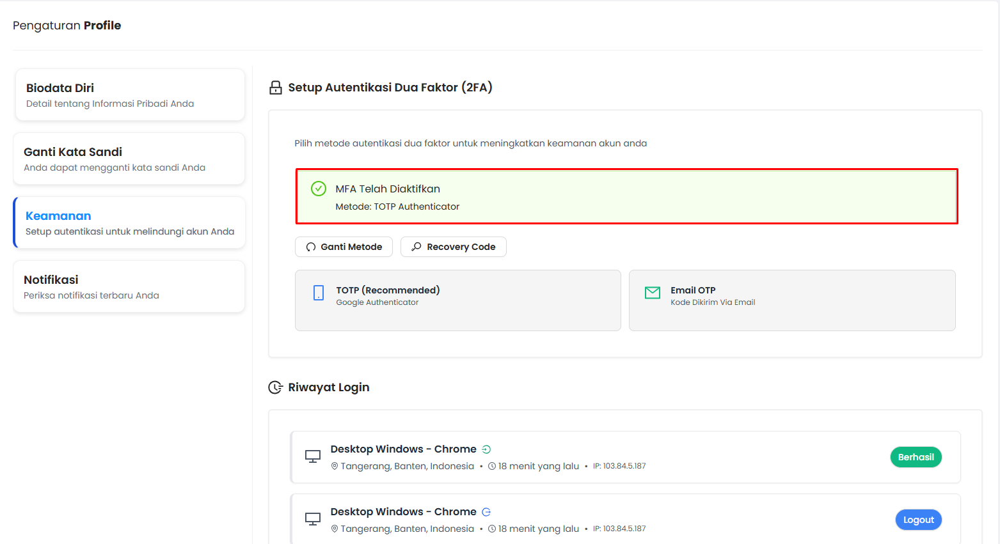 Pengaturan Profile
Biodata Diri
Detail tentang Informasi Pribadi Anda
Ganti Kata Sandi
Anda dapat mengganti kata sandi Anda
Keamanan
Setup autentikasi untuk melindungi akun Anda
Notifikasi
Periksa notifikasi terbaru Anda
Setup Autentikasi Dua Faktor (2FA)
Pilih metode autentikasi dua faktor untuk meningkatkan keamanan akun anda
MFA Telah Diaktifkan
Metode: TOTP Authenticator
Ganti Metode
Recovery Code
TOTP (Recommended)
Google Authenticator
Email OTP
Kode Dikirim Via Email
Riwayat Login
Desktop Windows - Chrome
Tangerang, Banten, Indonesia • 18 menit yang lalu • IP: 103.84.5.187
Berhasil
Desktop Windows - Chrome
Tangerang, Banten, Indonesia • 18 menit yang lalu • IP: 103.84.5.187
Logout